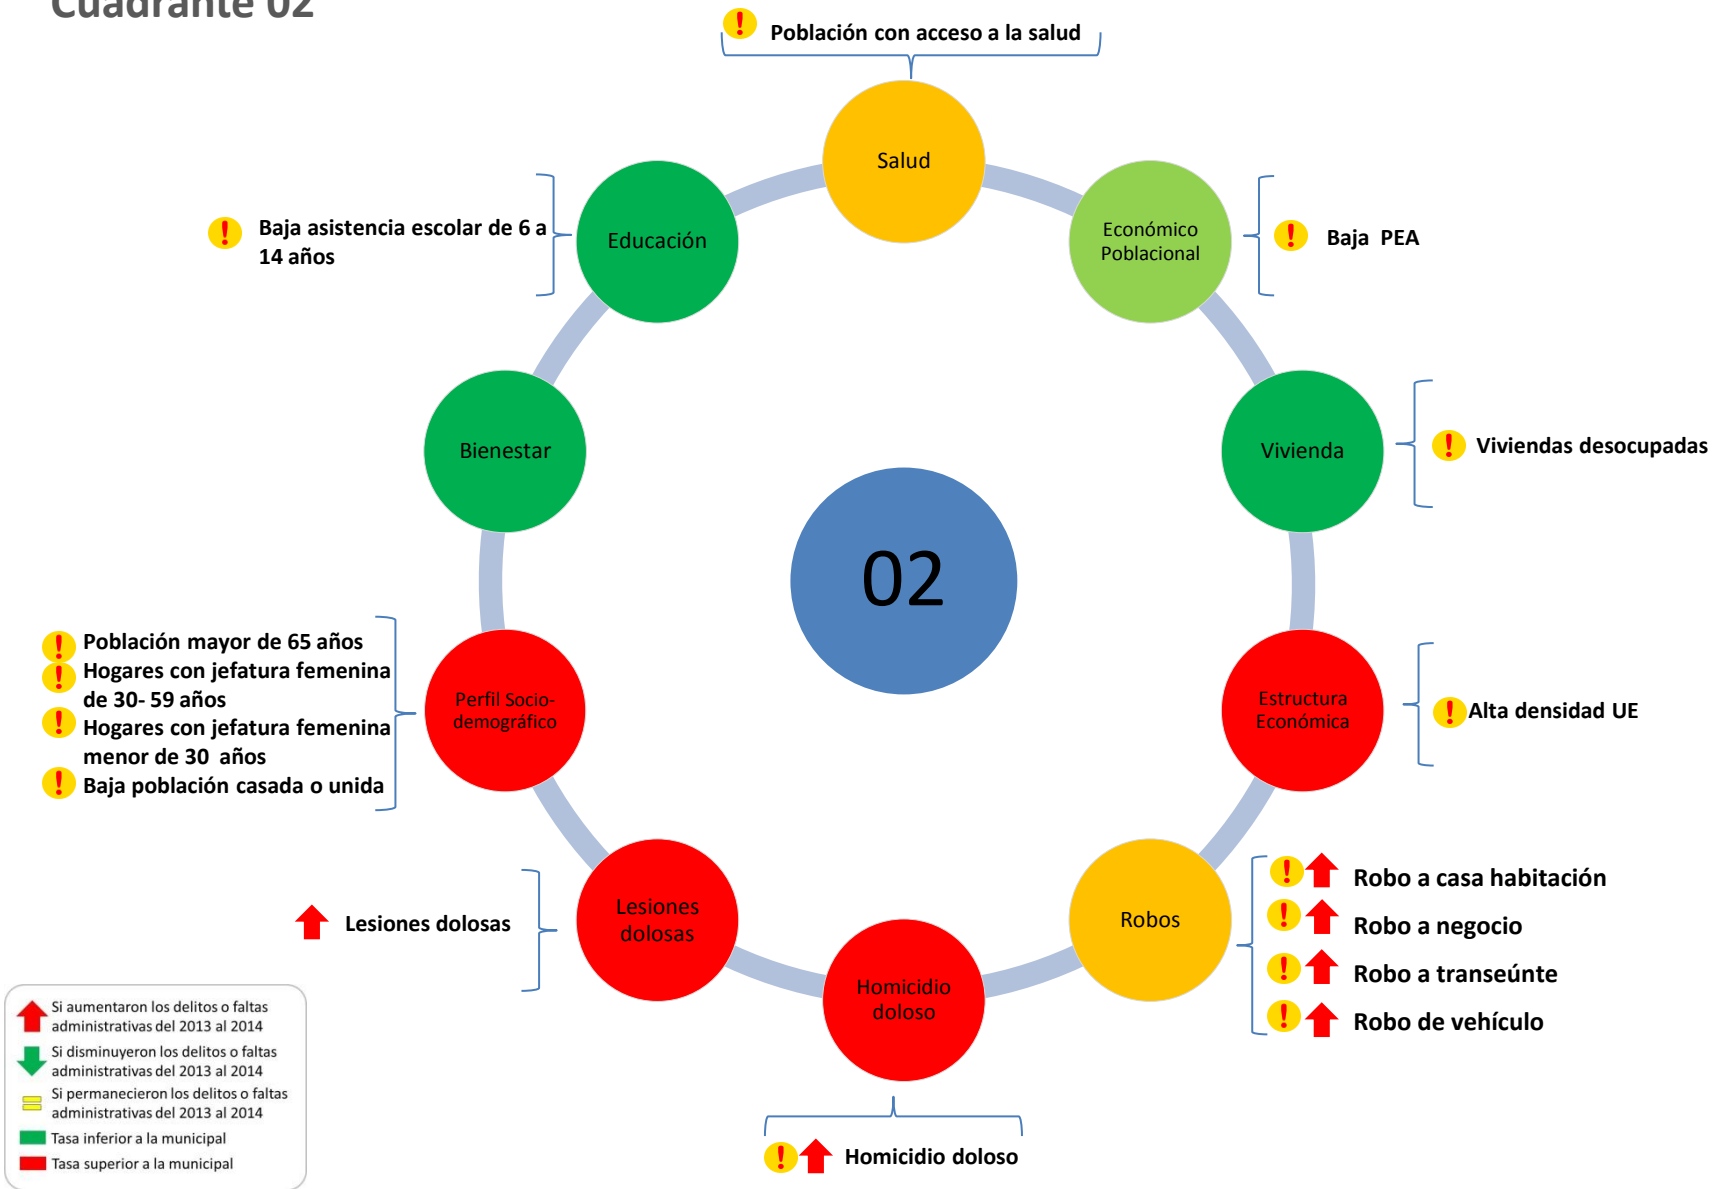 Cuadrante 02
Población con acceso a la salud
Salud
Económico
Poblacional
Baja PEA
Educación
Baja asistencia escolar de 6 a
14 años
Bienestar
Vivienda
Viviendas desocupadas
02
Población mayor de 65 años
Hogares con jefatura femenina
de 30- 59 años
Hogares con jefatura femenina
menor de 30 años
Baja población casada o unida
Perfil Socio-
demográfico
Estructura
Económica
Alta densidad UE
Lesiones dolosas
Lesiones
dolosas
Homicidio
doloso
Robos
Robo a casa habitación
Robo a negocio
Robo a transeúnte
Robo de vehículo
Homicidio doloso
Si aumentaron los delitos o faltas
administrativas del 2013 al 2014
Si disminuyeron los delitos o faltas
administrativas del 2013 al 2014
Si permanecieron los delitos o faltas
administrativas del 2013 al 2014
Tasa inferior a la municipal
Tasa superior a la municipal